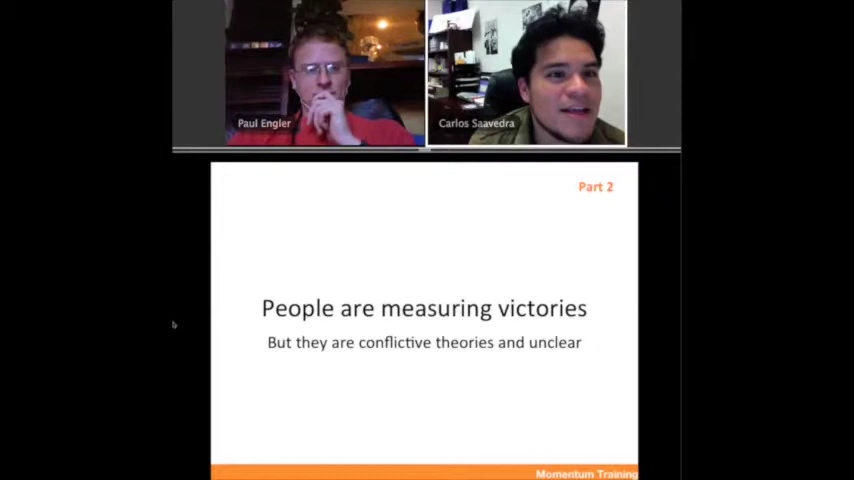 Paul Engler
Carlos Saavedra
Part 2
People are measuring victories
But they are conflictive theories and unclear
Momentum Training